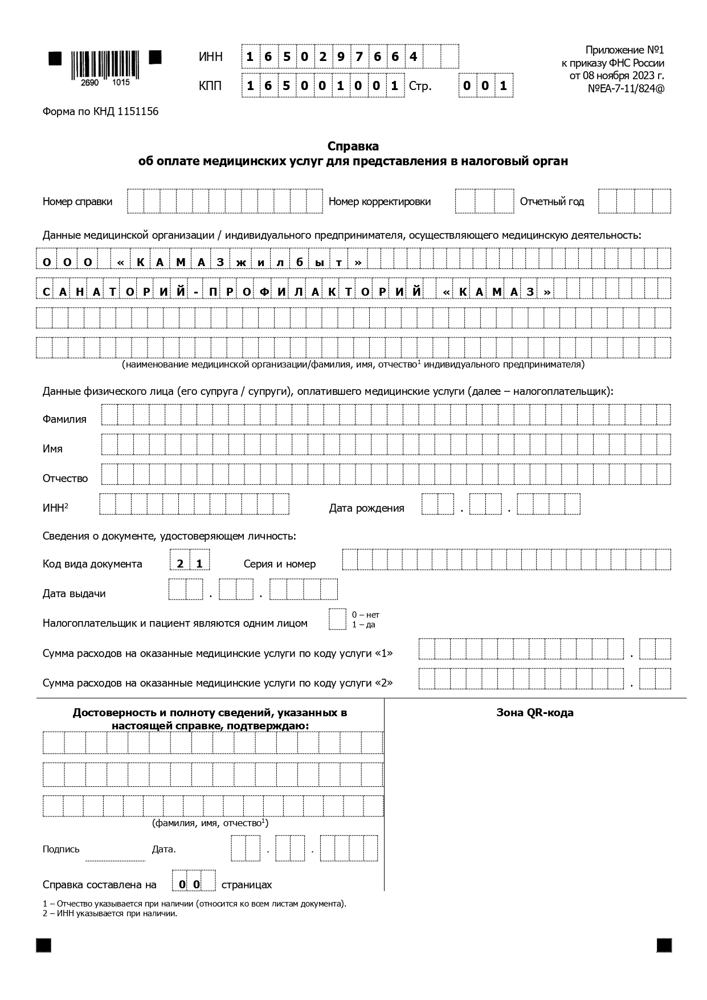 2690 1015
ИНН 1650297664
КПП 165001001 Стр. 001
Приложение №1
к приказу ФНС России
от 08 ноября 2023 г.
№ЕА-7-11/824@
Форма по КНД 1151156
Справка
об оплате медицинских услуг для представления в налоговый орган
Номер справки Номер корректировки Отчетный год
Данные медицинской организации / индивидуального предпринимателя, осуществляющего медицинскую деятельность:
ООО «КАМАЗжилбыт»
САНАТОРИЙ-ПРОФИЛАКТОРИЙ «КАМАЗ»
(наименование медицинской организации/фамилия, имя, отчество1 индивидуального предпринимателя)
Данные физического лица (его супруга / супруги), оплатившего медицинские услуги (далее – налогоплательщик):
Фамилия
Имя
Отчество
ИНН2 Дата рождения . .
Сведения о документе, удостоверяющем личность:
Код вида документа 21 Серия и номер
Дата выдачи . .
Налогоплательщик и пациент являются одним лицом 0 – нет
1 – да
Сумма расходов на оказанные медицинские услуги по коду услуги «1» .
Сумма расходов на оказанные медицинские услуги по коду услуги «2» .
Достоверность и полноту сведений, указанных в
настоящей справке, подтверждаю:
Зона QR-кода
(фамилия, имя, отчество1)
Подпись Дата. . .
Справка составлена на 00 страницах
1 – Отчество указывается при наличии (относится ко всем листам документа).
2 – ИНН указывается при наличии.